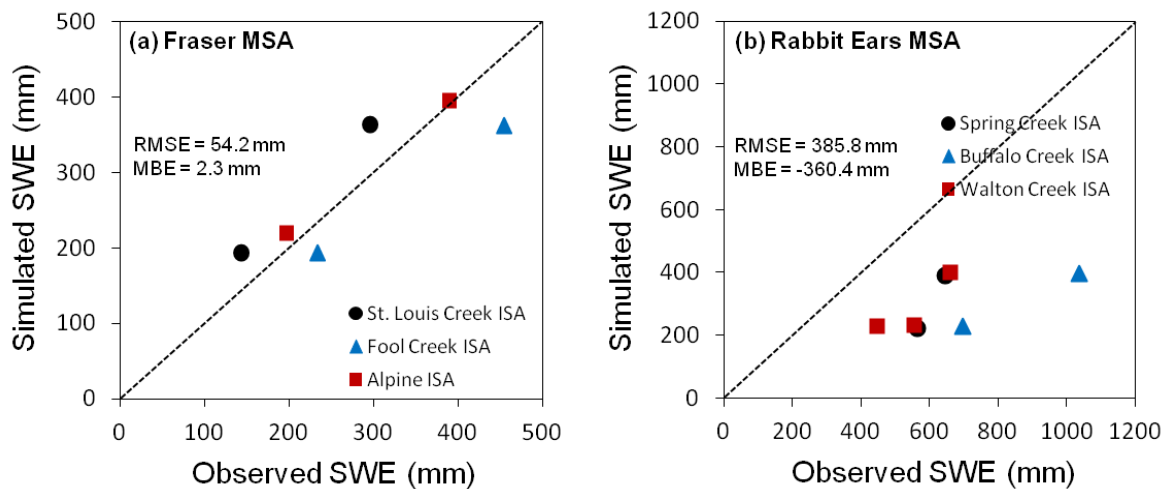 (a) Fraser MSA
RMSE = 54.2 mm
MBE = 2.3 mm
St. Louis Creek ISA
Fool Creek ISA
Alpine ISA
500
400
300
200
100
0
0 100 200 300 400 500
Simulated SWE (mm)
Observed SWE (mm)
(b) Rabbit Ears MSA
RMSE = 385.8 mm
MBE = -360.4 mm
Spring Creek ISA
Buffalo Creek ISA
Walton Creek ISA
1200
1000
800
600
400
200
0
0 200 400 600 800 1000 1200
Simulated SWE (mm)
Observed SWE (mm)